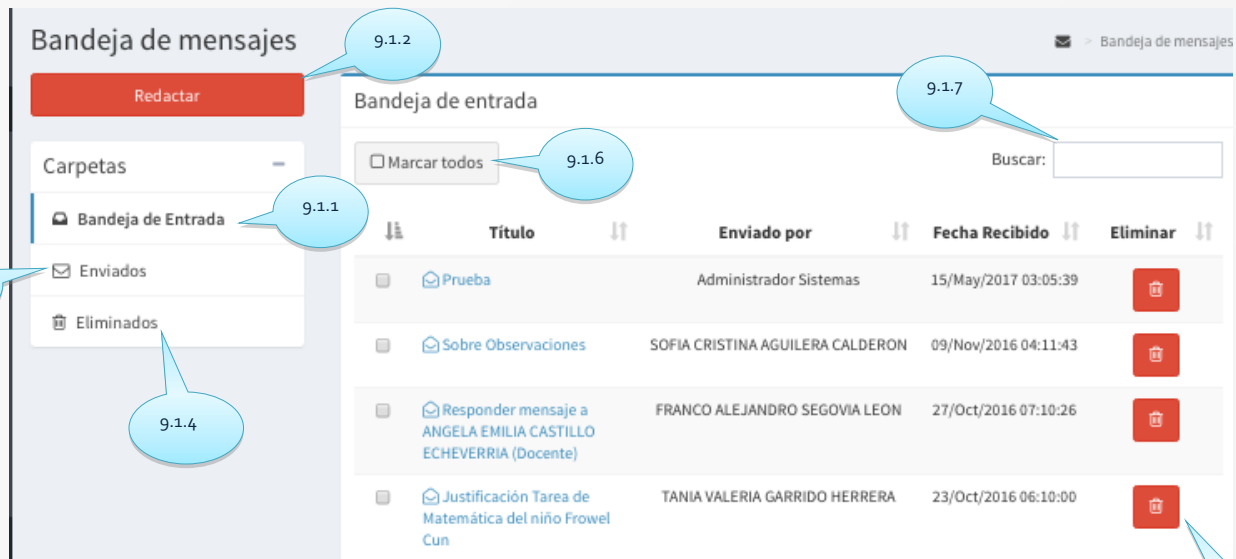 Bandeja de mensajes
9.1.2
> Bandeja de mensajes
Redactar
Bandeja de entrada
9.1.7
Carpetas
Marcar todos
9.1.6
Buscar:
Bandeja de Entrada
9.1.1
Título
Enviado por
Fecha Recibido
Eliminar
Enviados
Prueba
Administrador Sistemas
15/May/2017 03:05:39
Eliminados
Sobre Observaciones
SOFIA CRISTINA AGUILERA CALDERON
09/Nov/2016 04:11:43
9.1.4
Responder mensaje a
ANGELA EMILIA CASTILLO
ECHEVERRIA (Docente)
FRANCO ALEJANDRO SEGOVIA LEON
27/Oct/2016 07:10:26
Justificación Tarea de
Matemática del niño Frowel
Cun
TANIA VALERIA GARRIDO HERRERA
23/Oct/2016 06:10:00